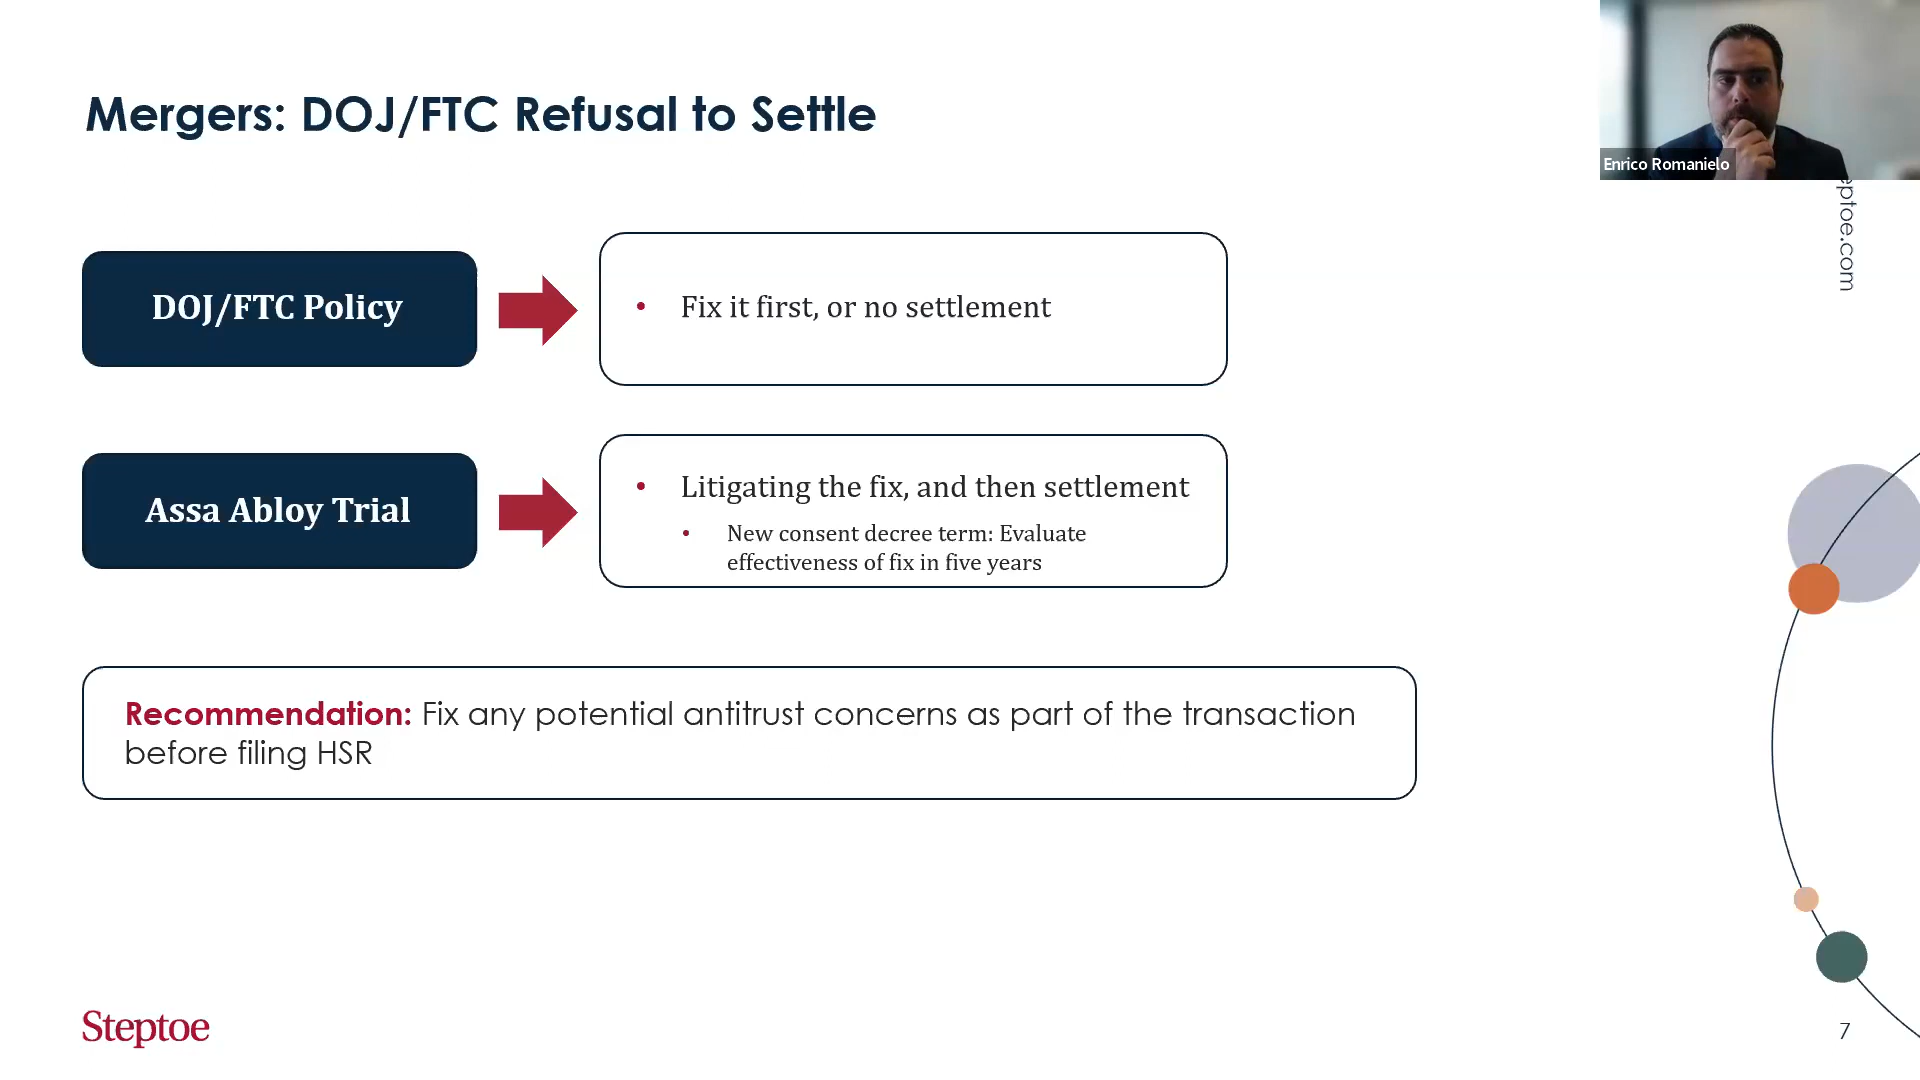 Mergers: DOJ/FTC Refusal to Settle
Enrico Romanielo
eptoe.com
DOJ/FTC Policy
• Fix it first, or no settlement
Assa Abloy Trial
• Litigating the fix, and then settlement
• New consent decree term: Evaluate
effectiveness of fix in five years
Recommendation: Fix any potential antitrust concerns as part of the transaction
before filing HSR
Steptoe
7